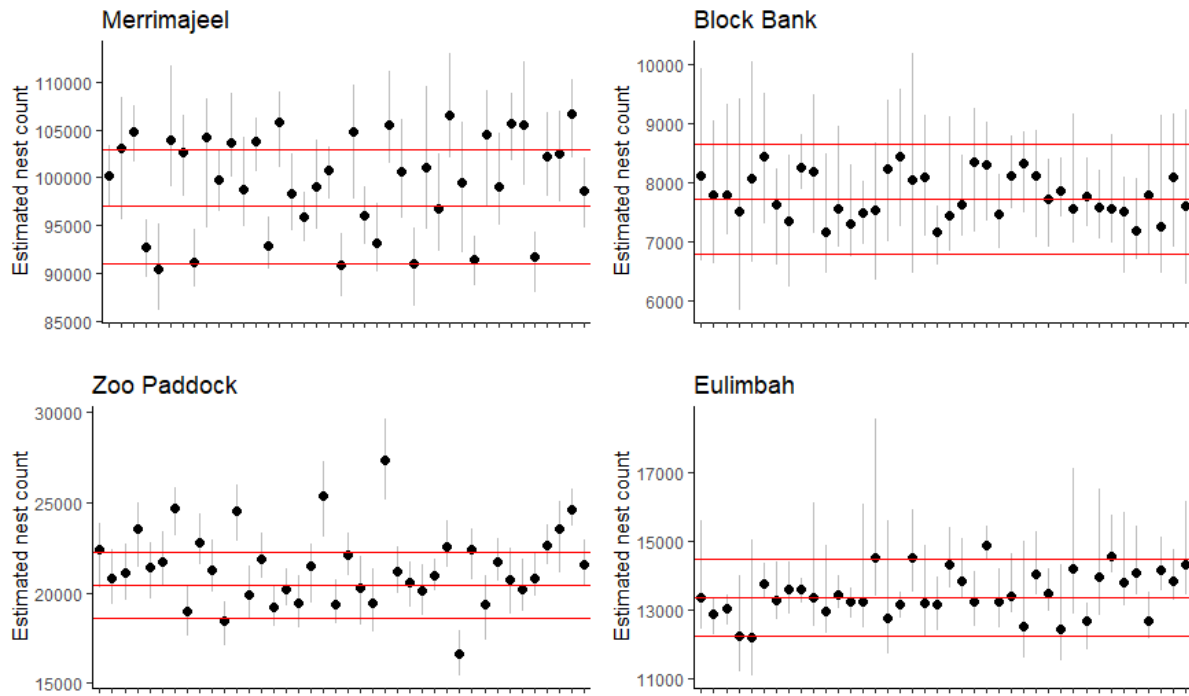 Merrimajeel
Estimated nest count
110000
105000
100000
95000
90000
85000
Block Bank
Estimated nest count
10000
9000
8000
7000
6000
Zoo Paddock
Estimated nest count
30000
25000
20000
15000
Eulimbah
Estimated nest count
17000
15000
13000
11000